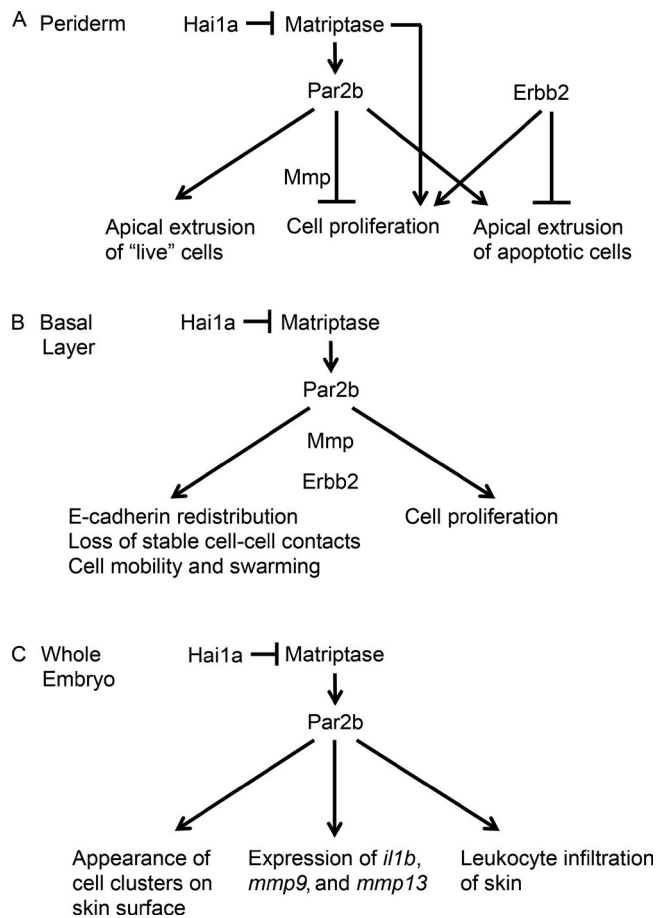 A Periderm
Hai1a Matriptase
Par2b
Erbb2
Mmp
Apical extrusion
of “live” cells
Cell proliferation
Apical extrusion
of apoptotic cells
B Basal
Layer
Hai1a Matriptase
Par2b
Mmp
Erbb2
E-cadherin redistribution
Loss of stable cell-cell contacts
Cell mobility and swarming
Cell proliferation
C Whole
Embryo
Hai1a Matriptase
Par2b
Appearance of
cell clusters on
skin surface
Expression of il1b,
mmp9, and mmp13
Leukocyte infiltration
of skin